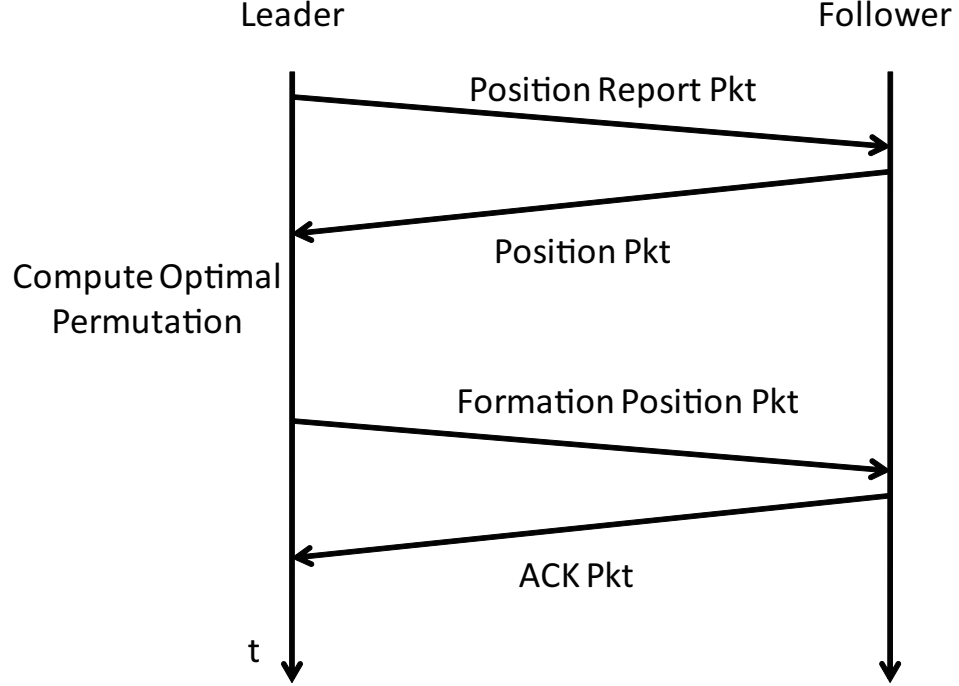 Leader
Follower
Position Report Pkt
Position Pkt
Compute Optimal
Permutation
Formation Position Pkt
ACK Pkt
t